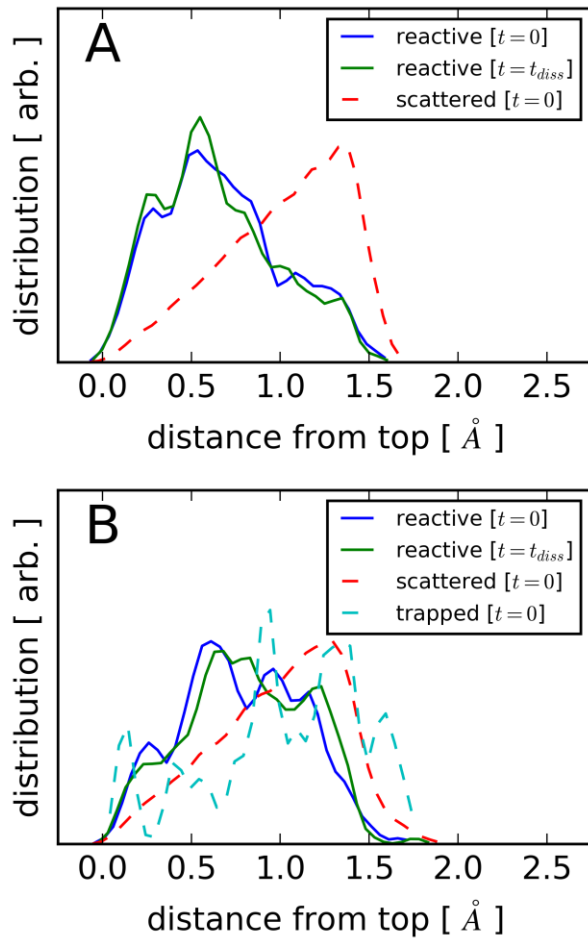 A
reactive [t=0]
reactive [t=t_diss]
scattered [t=0]
distribution [ arb. ]
0.0 0.5 1.0 1.5 2.0 2.5
distance from top [ Å ]
B
reactive [t=0]
reactive [t=t_diss]
scattered [t=0]
trapped [t=0]
distribution [ arb. ]
0.0 0.5 1.0 1.5 2.0 2.5
distance from top [ Å ]